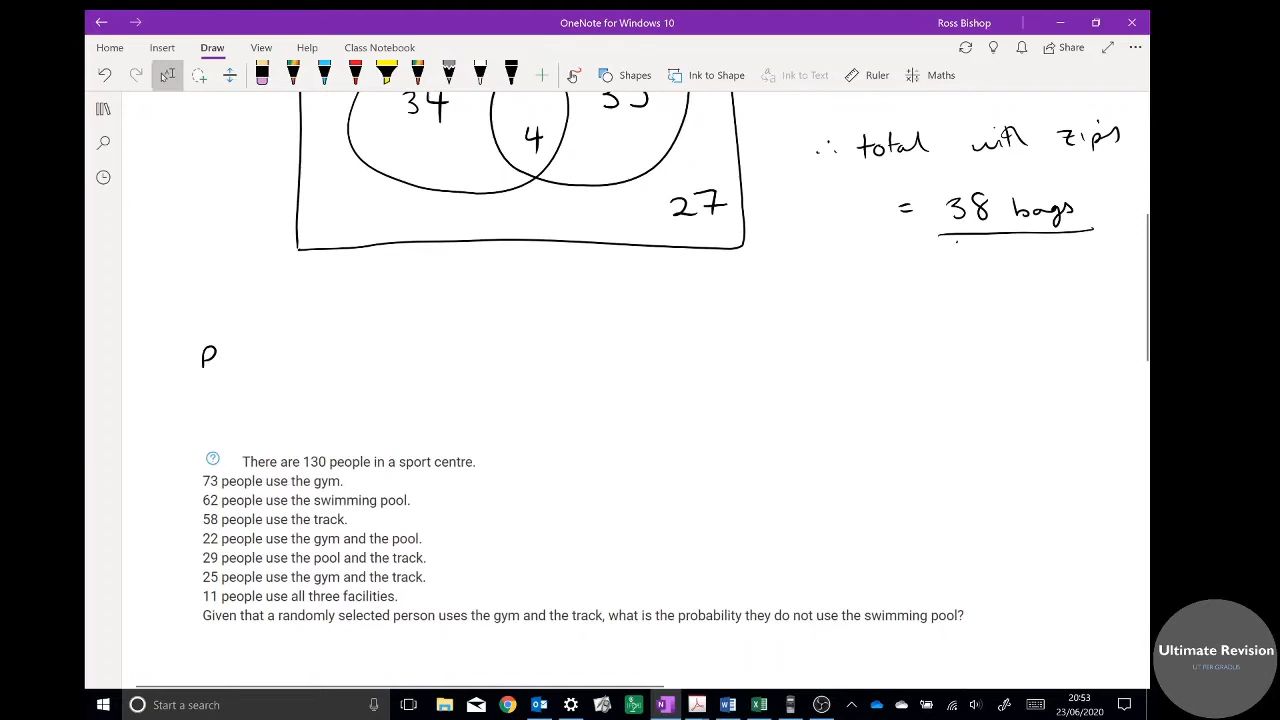 OneNote for Windows 10
Ross Bishop
Home Insert Draw View Help Class Notebook
Share
Shapes Ink to Shape Ink to Text Ruler Maths
34
4
27
∴ total with zips
= 38 bags
P
There are 130 people in a sport centre.
73 people use the gym.
62 people use the swimming pool.
58 people use the track.
22 people use the gym and the pool.
29 people use the pool and the track.
25 people use the gym and the track.
11 people use all three facilities.
Given that a randomly selected person uses the gym and the track, what is the probability they do not use the swimming pool?
Ultimate Revision
UT PER GRADUS
Start a search
20:53
23/06/2020